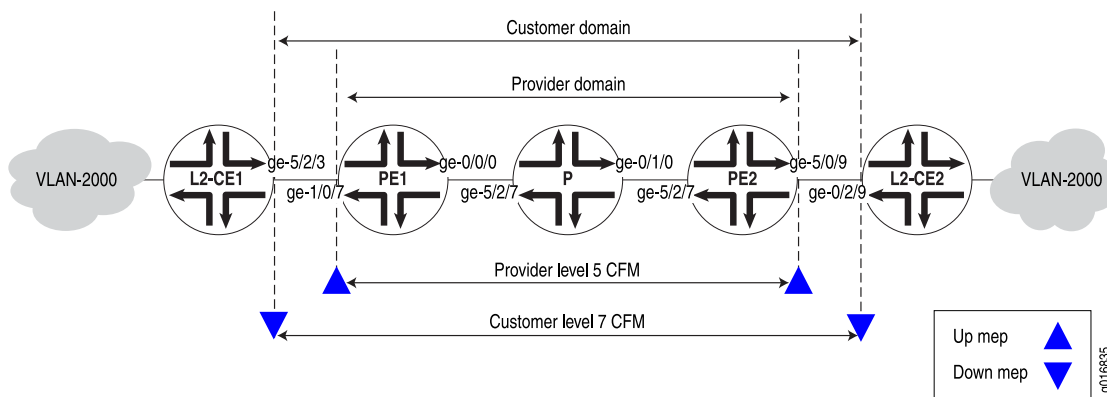 Customer domain
Provider domain
VLAN-2000
L2-CE1
ge-5/2/3
ge-1/0/7
PE1
ge-0/0/0
ge-5/2/7
P
ge-0/1/0
ge-5/2/7
PE2
ge-5/0/9
ge-0/2/9
L2-CE2
VLAN-2000
Provider level 5 CFM
Customer level 7 CFM
Up mep
Down mep
g016835